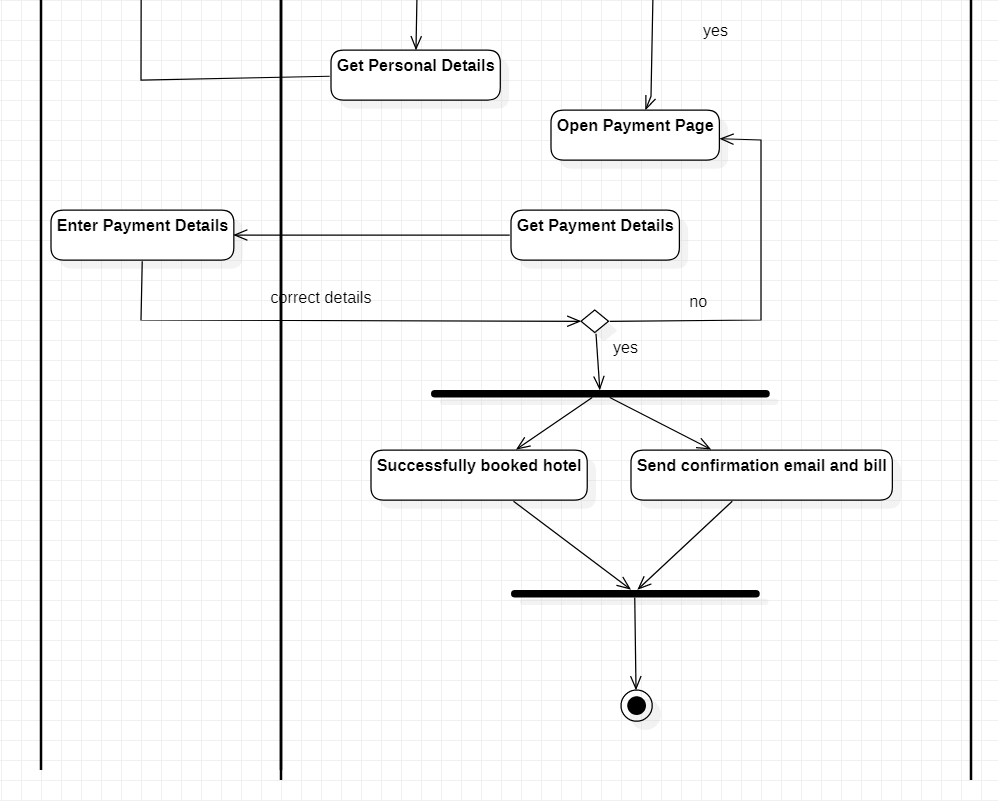 yes
Get Personal Details
Open Payment Page
Enter Payment Details
Get Payment Details
correct details
no
yes
Successfully booked hotel
Send confirmation email and bill